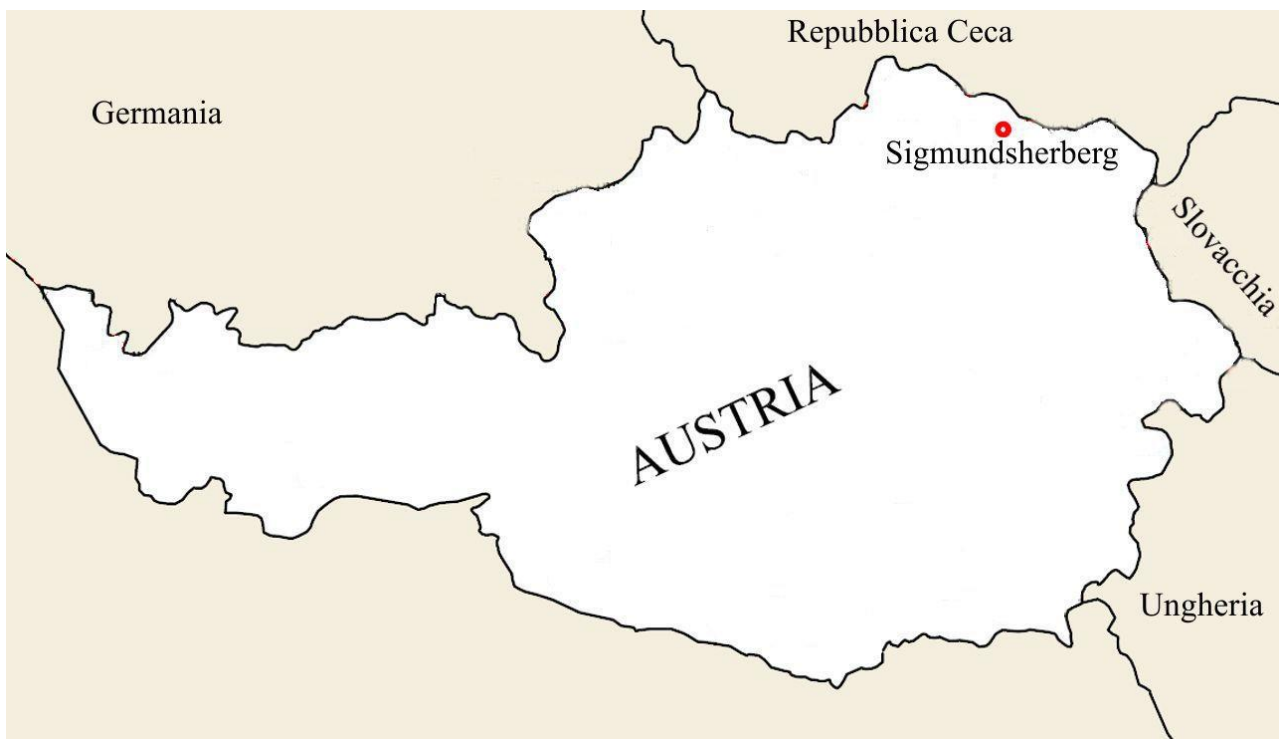 Repubblica Ceca
Germania
Sigmundsherberg
Slovacchia
AUSTRIA
Ungheria